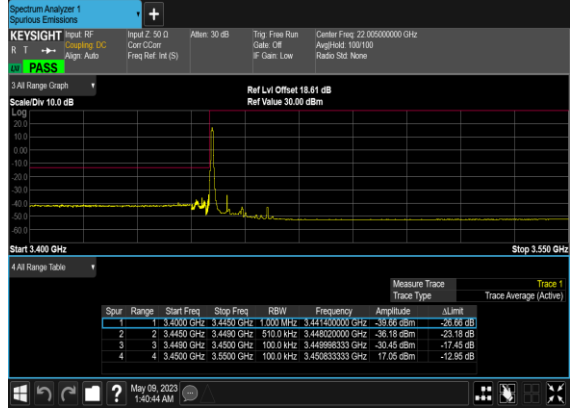 Spectrum Analyzer 1
Spurious Emissions
+
KEYSIGHT Input: RF Input Z: 50 Ω Atten: 30 dB Trig: Free Run Center Freq: 22.005000000 GHz
R T Coupling: DC Corr CCorr Gate: Off Avg|Hold: 100/100
Align: Auto Freq Ref: Int (S) IF Gain: Low Radio Std: None
PASS
3 All Range Graph
Ref Lvl Offset 18.61 dB
Scale/Div 10.0 dB Ref Value 30.00 dBm
Log
20.0
10.0
0.00
-10.0
-20.0
-30.0
-40.0
-50.0
-60.0
Start 3.400 GHz Stop 3.550 GHz
4 All Range Table
Measure Trace Trace 1
Trace Type Trace Average (Active)
Spur Range Start Freq Stop Freq RBW Frequency Amplitude ΔLimit
1 1 3.4000 GHz 3.4450 GHz 1.000 MHz 3.441400000 GHz -39.66 dBm -26.66 dB
2 2 3.4450 GHz 3.4490 GHz 510.0 kHz 3.448020000 GHz -36.18 dBm -23.18 dB
3 3 3.4490 GHz 3.4500 GHz 100.0 kHz 3.449998333 GHz -30.45 dBm -17.45 dB
4 4 3.4500 GHz 3.5500 GHz 100.0 kHz 3.450833333 GHz 17.05 dBm -12.95 dB
? May 09, 2023
1:40:44 AM